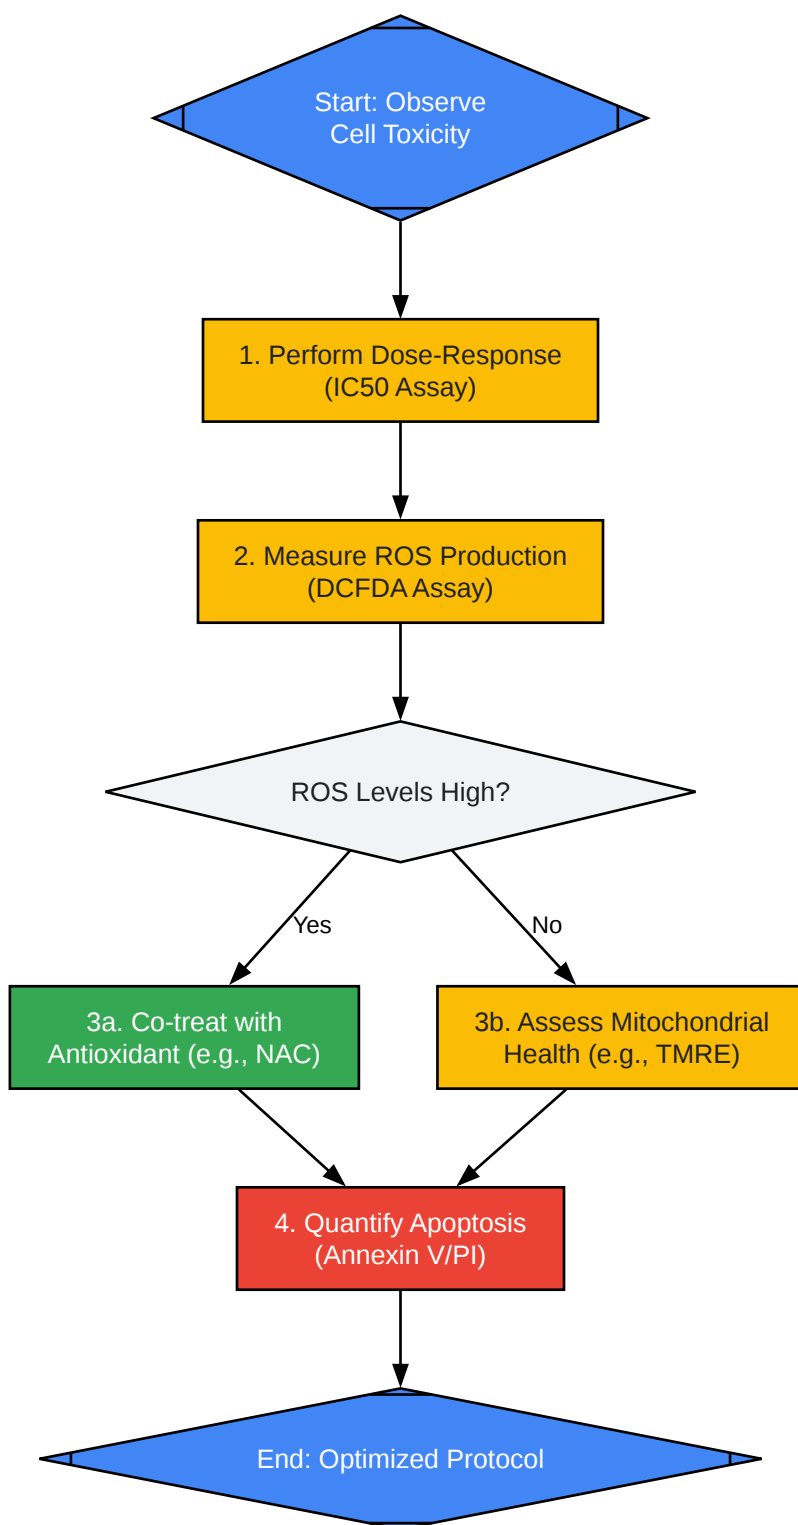 Start: Observe
Cell Toxicity
1. Perform Dose-Response
(IC50 Assay)
2. Measure ROS Production
(DCFDA Assay)
ROS Levels High?
Yes
No
3a. Co-treat with
Antioxidant (e.g., NAC)
3b. Assess Mitochondrial
Health (e.g., TMRE)
4. Quantify Apoptosis
(Annexin V/PI)
End: Optimized Protocol